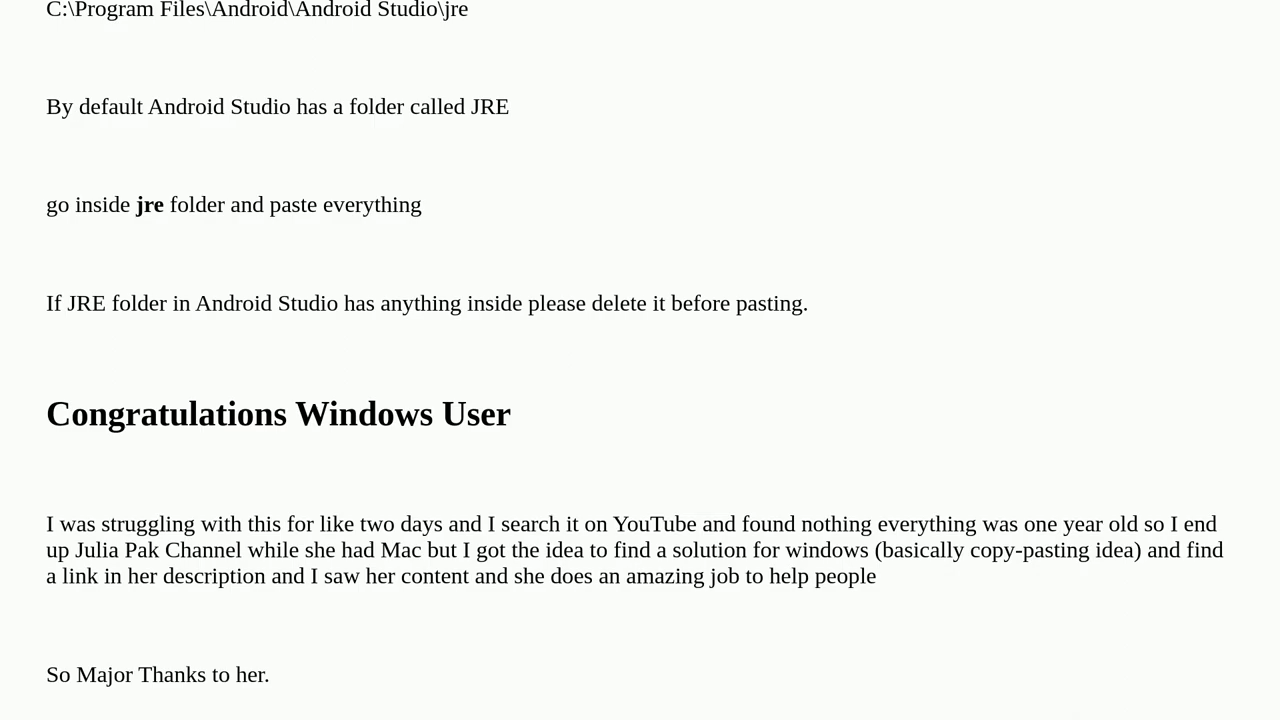 C:\Program Files\Android\Android Studio\jre
By default Android Studio has a folder called JRE
go inside jre folder and paste everything
If JRE folder in Android Studio has anything inside please delete it before pasting.
Congratulations Windows User
I was struggling with this for like two days and I search it on YouTube and found nothing everything was one year old so I end
up Julia Pak Channel while she had Mac but I got the idea to find a solution for windows (basically copy-pasting idea) and find
a link in her description and I saw her content and she does an amazing job to help people
So Major Thanks to her.